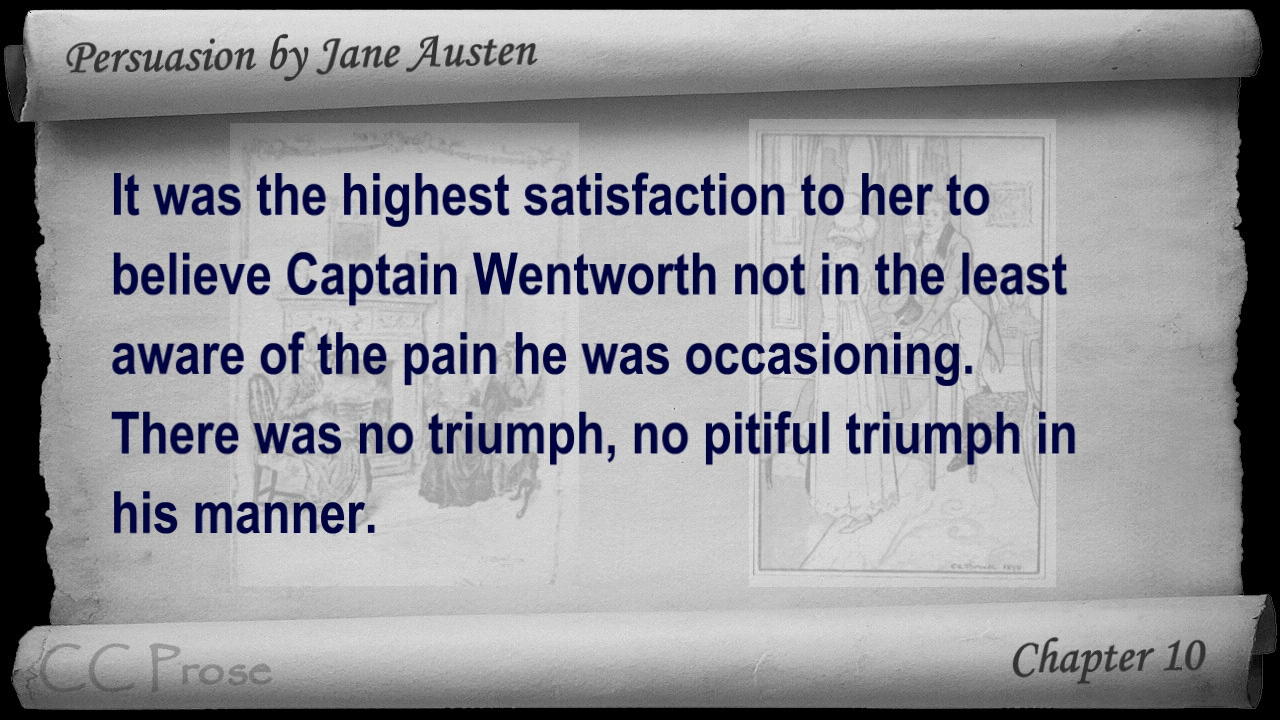 Persuasion by Jane Austen
It was the highest satisfaction to her to
believe Captain Wentworth not in the least
aware of the pain he was occasioning.
There was no triumph, no pitiful triumph in
his manner.
CC Prose
Chapter 10